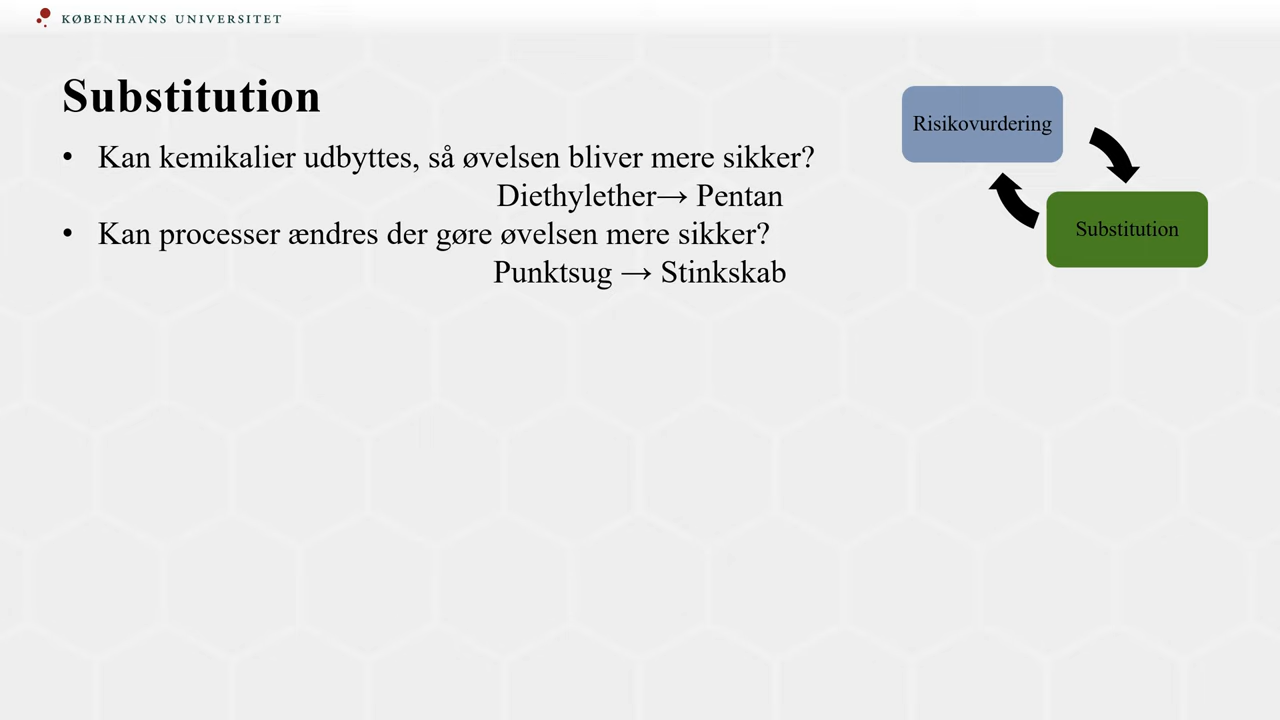 KØBENHAVNS UNIVERSITET
Substitution
• Kan kemikalier udbyttes, så øvelsen bliver mere sikker?
Diethylether→ Pentan
• Kan processer ændres der gøre øvelsen mere sikker?
Punktsug → Stinkskab
Risikovurdering
Substitution